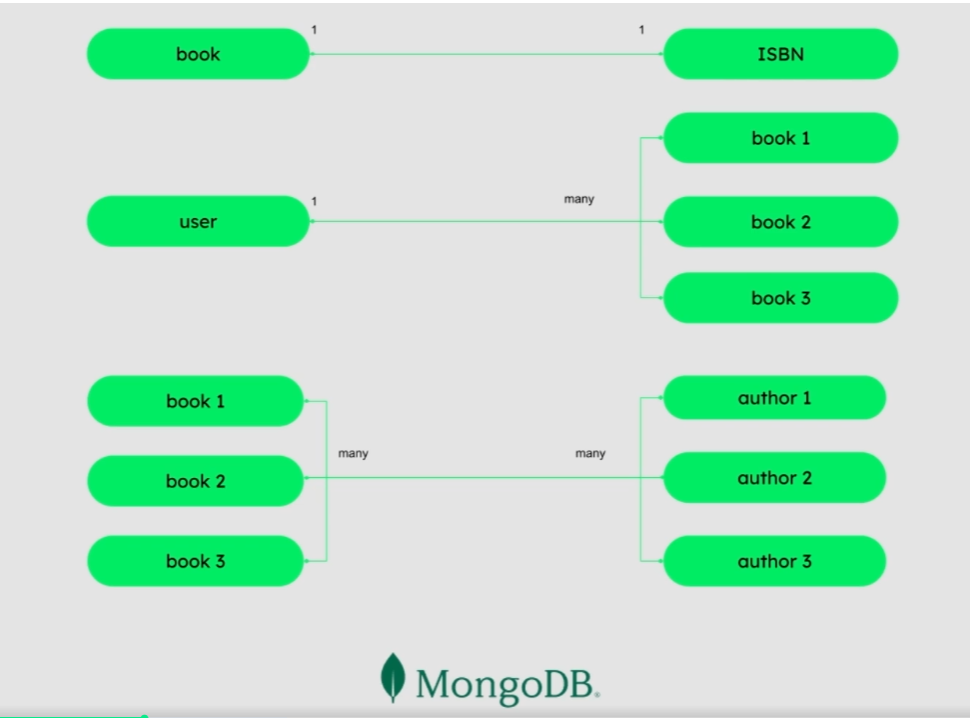 1 1
book ISBN
book 1
1 many
user book 2
book 3
book 1 author 1
many many
book 2 author 2
book 3 author 3
MongoDB.